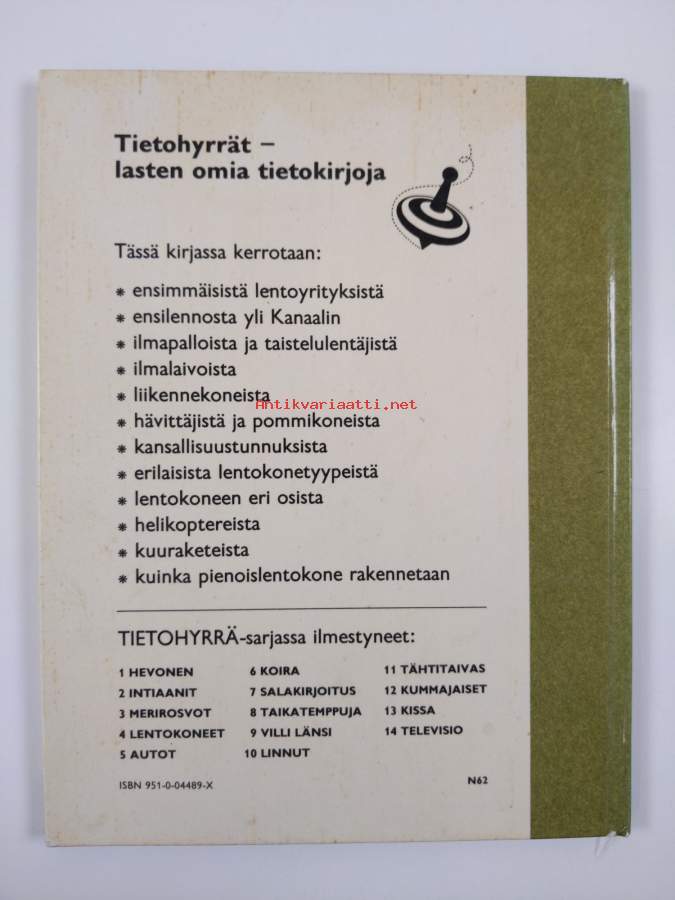 Tietohyrrät –
lasten omia tietokirjoja
Tässä kirjassa kerrotaan:
* ensimmäisistä lentoyrityksistä
* ensilennosta yli Kanaalin
* ilmapalloista ja taistelulentäjistä
* ilmalaivoista
* liikennekoneista
Antikvariaatti.net
* hävittäjistä ja pommikoneista
* kansallisuustunnuksista
* erilaisista lentokonetyypeistä
* lentokoneen eri osista
* helikoptereista
* kuuraketeista
* kuinka pienoislentokone rakennetaan
TIETOHYRRÄ-sarjassa ilmestyneet:
1 HEVONEN
2 INTIAANIT
3 MERIROSVOT
4 LENTOKONEET
5 AUTOT
6 KOIRA
7 SALAKIRJOITUS
8 TAIKATEMPPUJA
9 VILLI LÄNSI
10 LINNUT
11 TÄHTITAIVAS
12 KUMMAJAISET
13 KISSA
14 TELEVISIO
ISBN 951-0-04489-X
N62